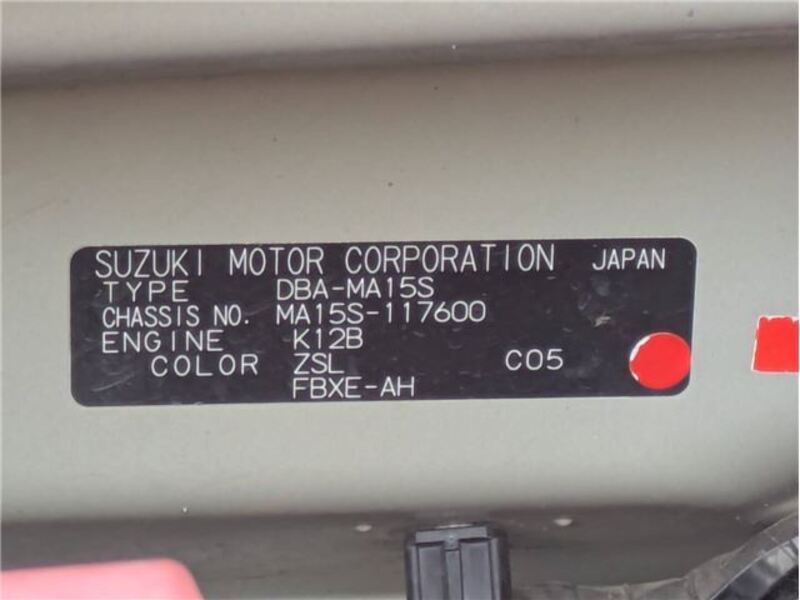 SUZUKI MOTOR CORPORATION JAPAN
TYPE DBA-MA15S
CHASSIS NO. MA15S-117600
ENGINE K12B
COLOR ZSL C05
FBXE-AH